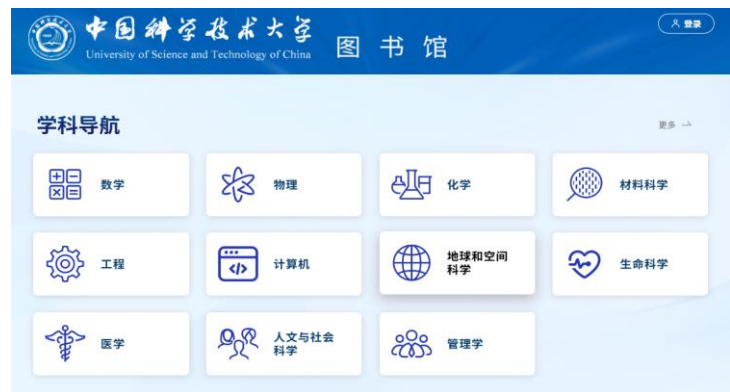 中国科学技术大学
University of Science and Technology of China
图书馆
登录
学科导航
更多
数学
物理
化学
材料科学
工程
计算机
地球和空间
科学
生命科学
医学
人文与社会
科学
管理学